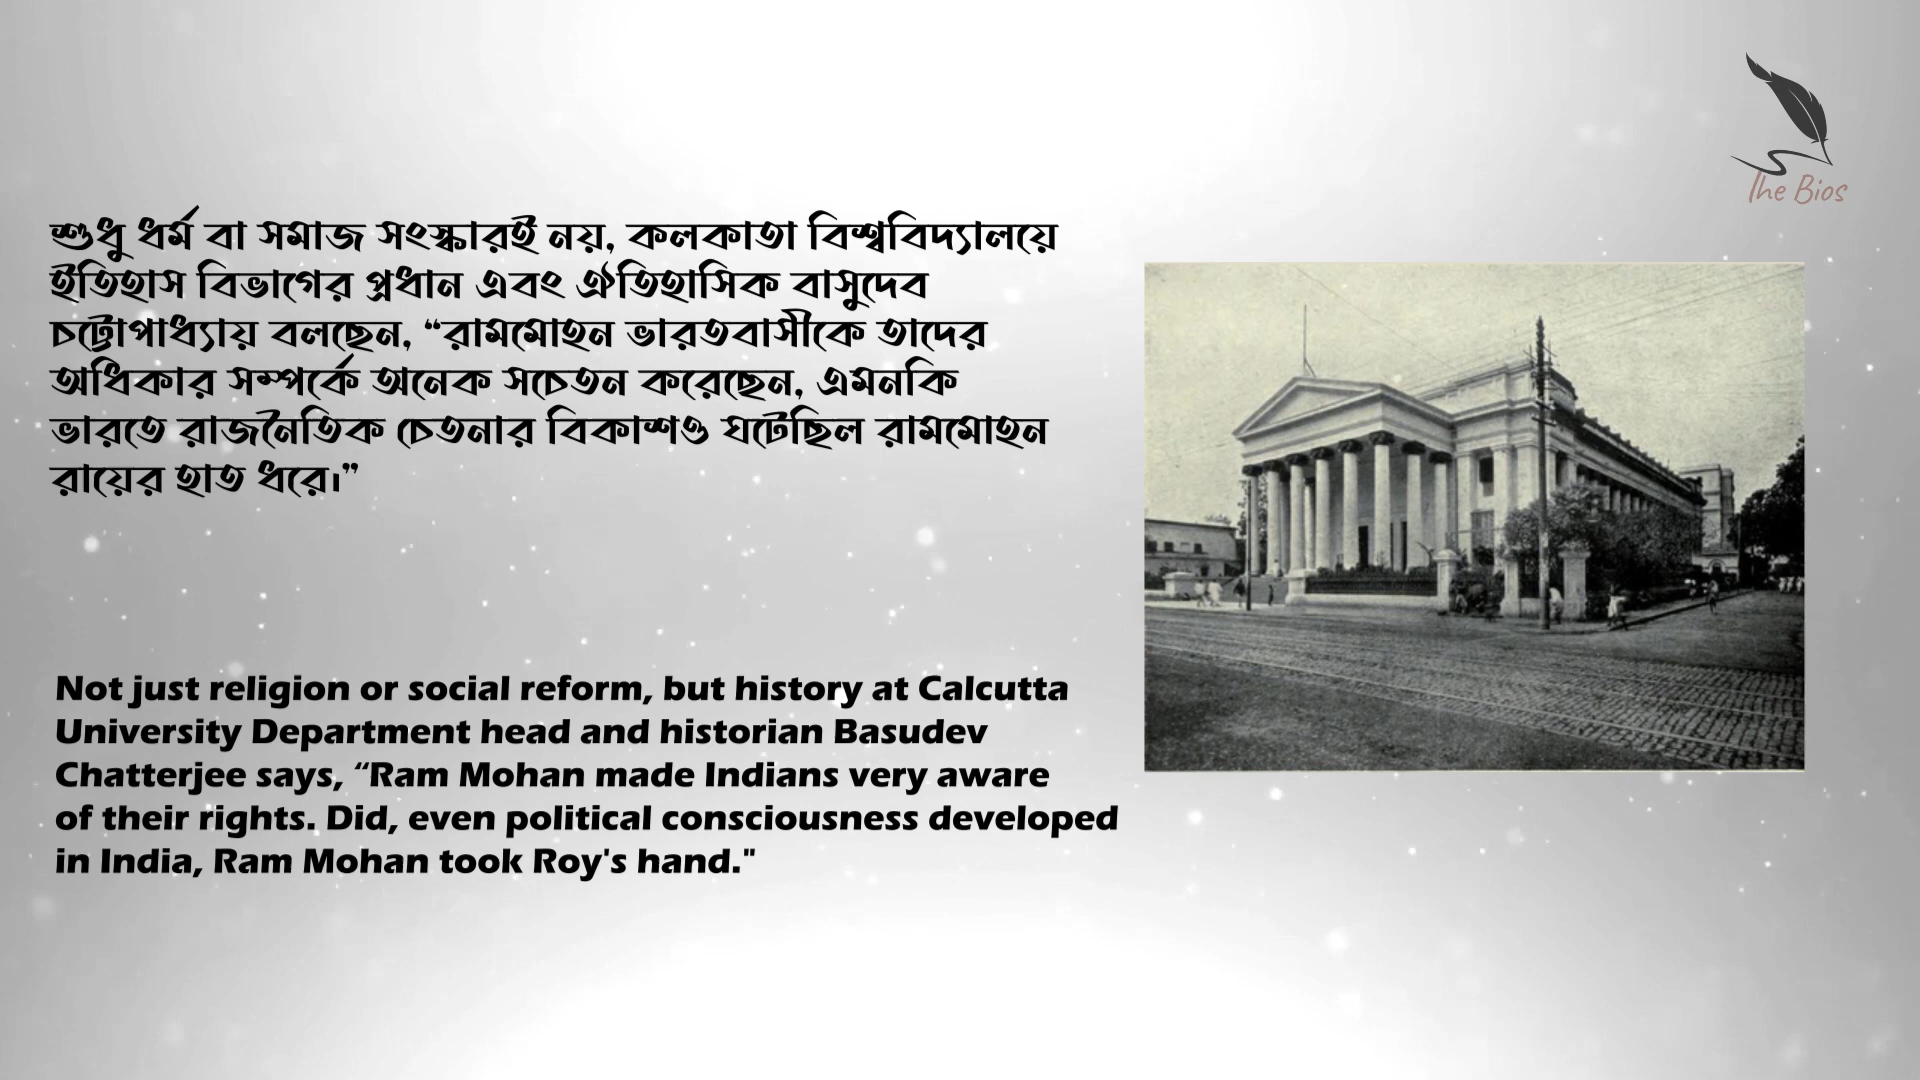 The Bios
শুধু ধর্ম বা সমাজ সংস্কারই নয়, কলকাতা বিশ্ববিদ্যালয়ে
ইতিহাস বিভাগের প্রধান এবং ঐতিহাসিক বাসুদেব
চট্টোপাধ্যায় বলছেন, “রামমোহন ভারতবাসীকে তাদের
অধিকার সম্পর্কে অনেক সচেতন করেছেন, এমনকি
ভারতে রাজনৈতিক চেতনার বিকাশও ঘটেছিল রামমোহন
রায়ের হাত ধরে।”
Not just religion or social reform, but history at Calcutta
University Department head and historian Basudev
Chatterjee says, “Ram Mohan made Indians very aware
of their rights. Did, even political consciousness developed
in India, Ram Mohan took Roy's hand."